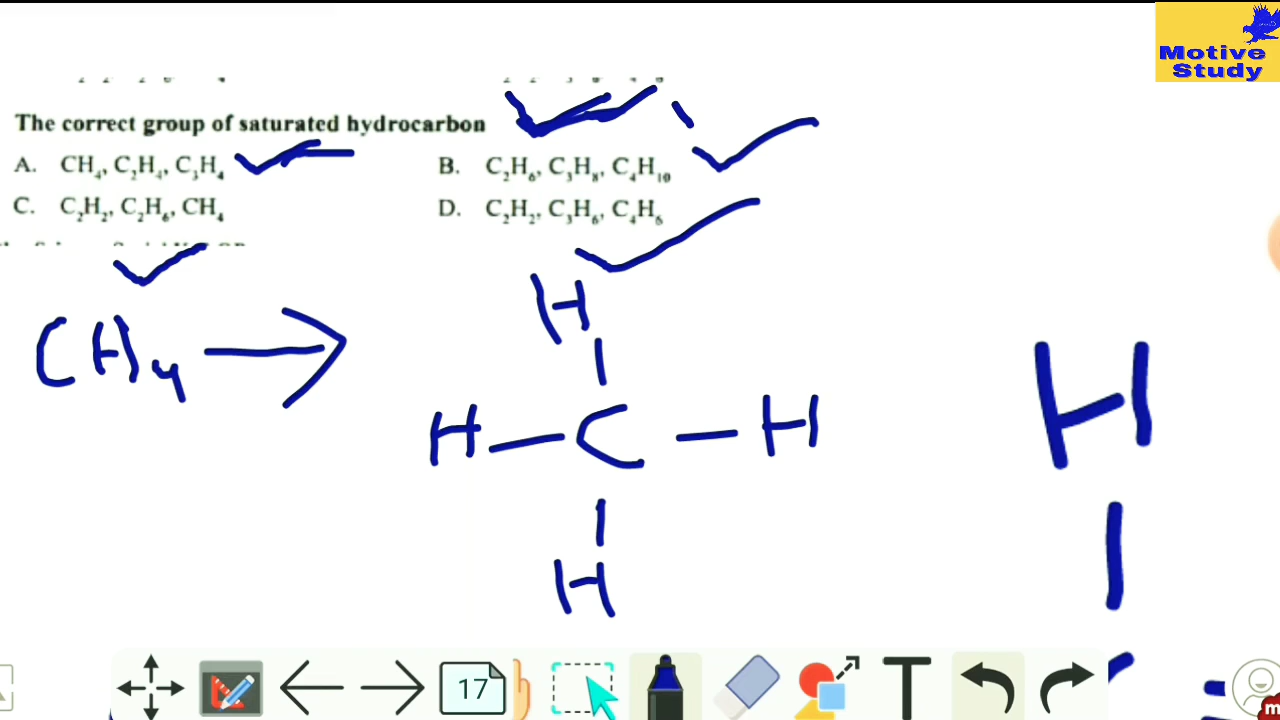 Motive
Study
The correct group of saturated hydrocarbon
A. CH₄, C₂H₄, C₃H₄
B. C₂H₆, C₃H₈, C₄H₁₀
C. C₂H₂, C₂H₆, CH₄
D. C₂H₂, C₃H₆, C₄H₆
H
CH₄ → H — C — H
H
H
17
T
m